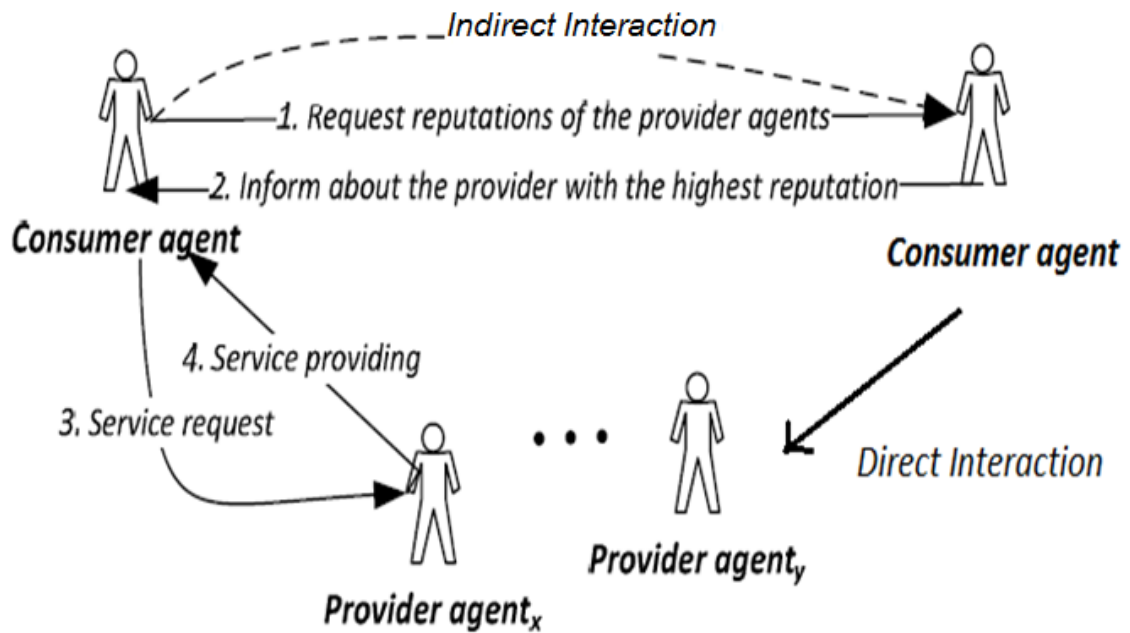 Indirect Interaction
1. Request reputations of the provider agents
2. Inform about the provider with the highest reputation
Consumer agent
Consumer agent
4. Service providing
3. Service request
Direct Interaction
Provider agenty
Provider agentx